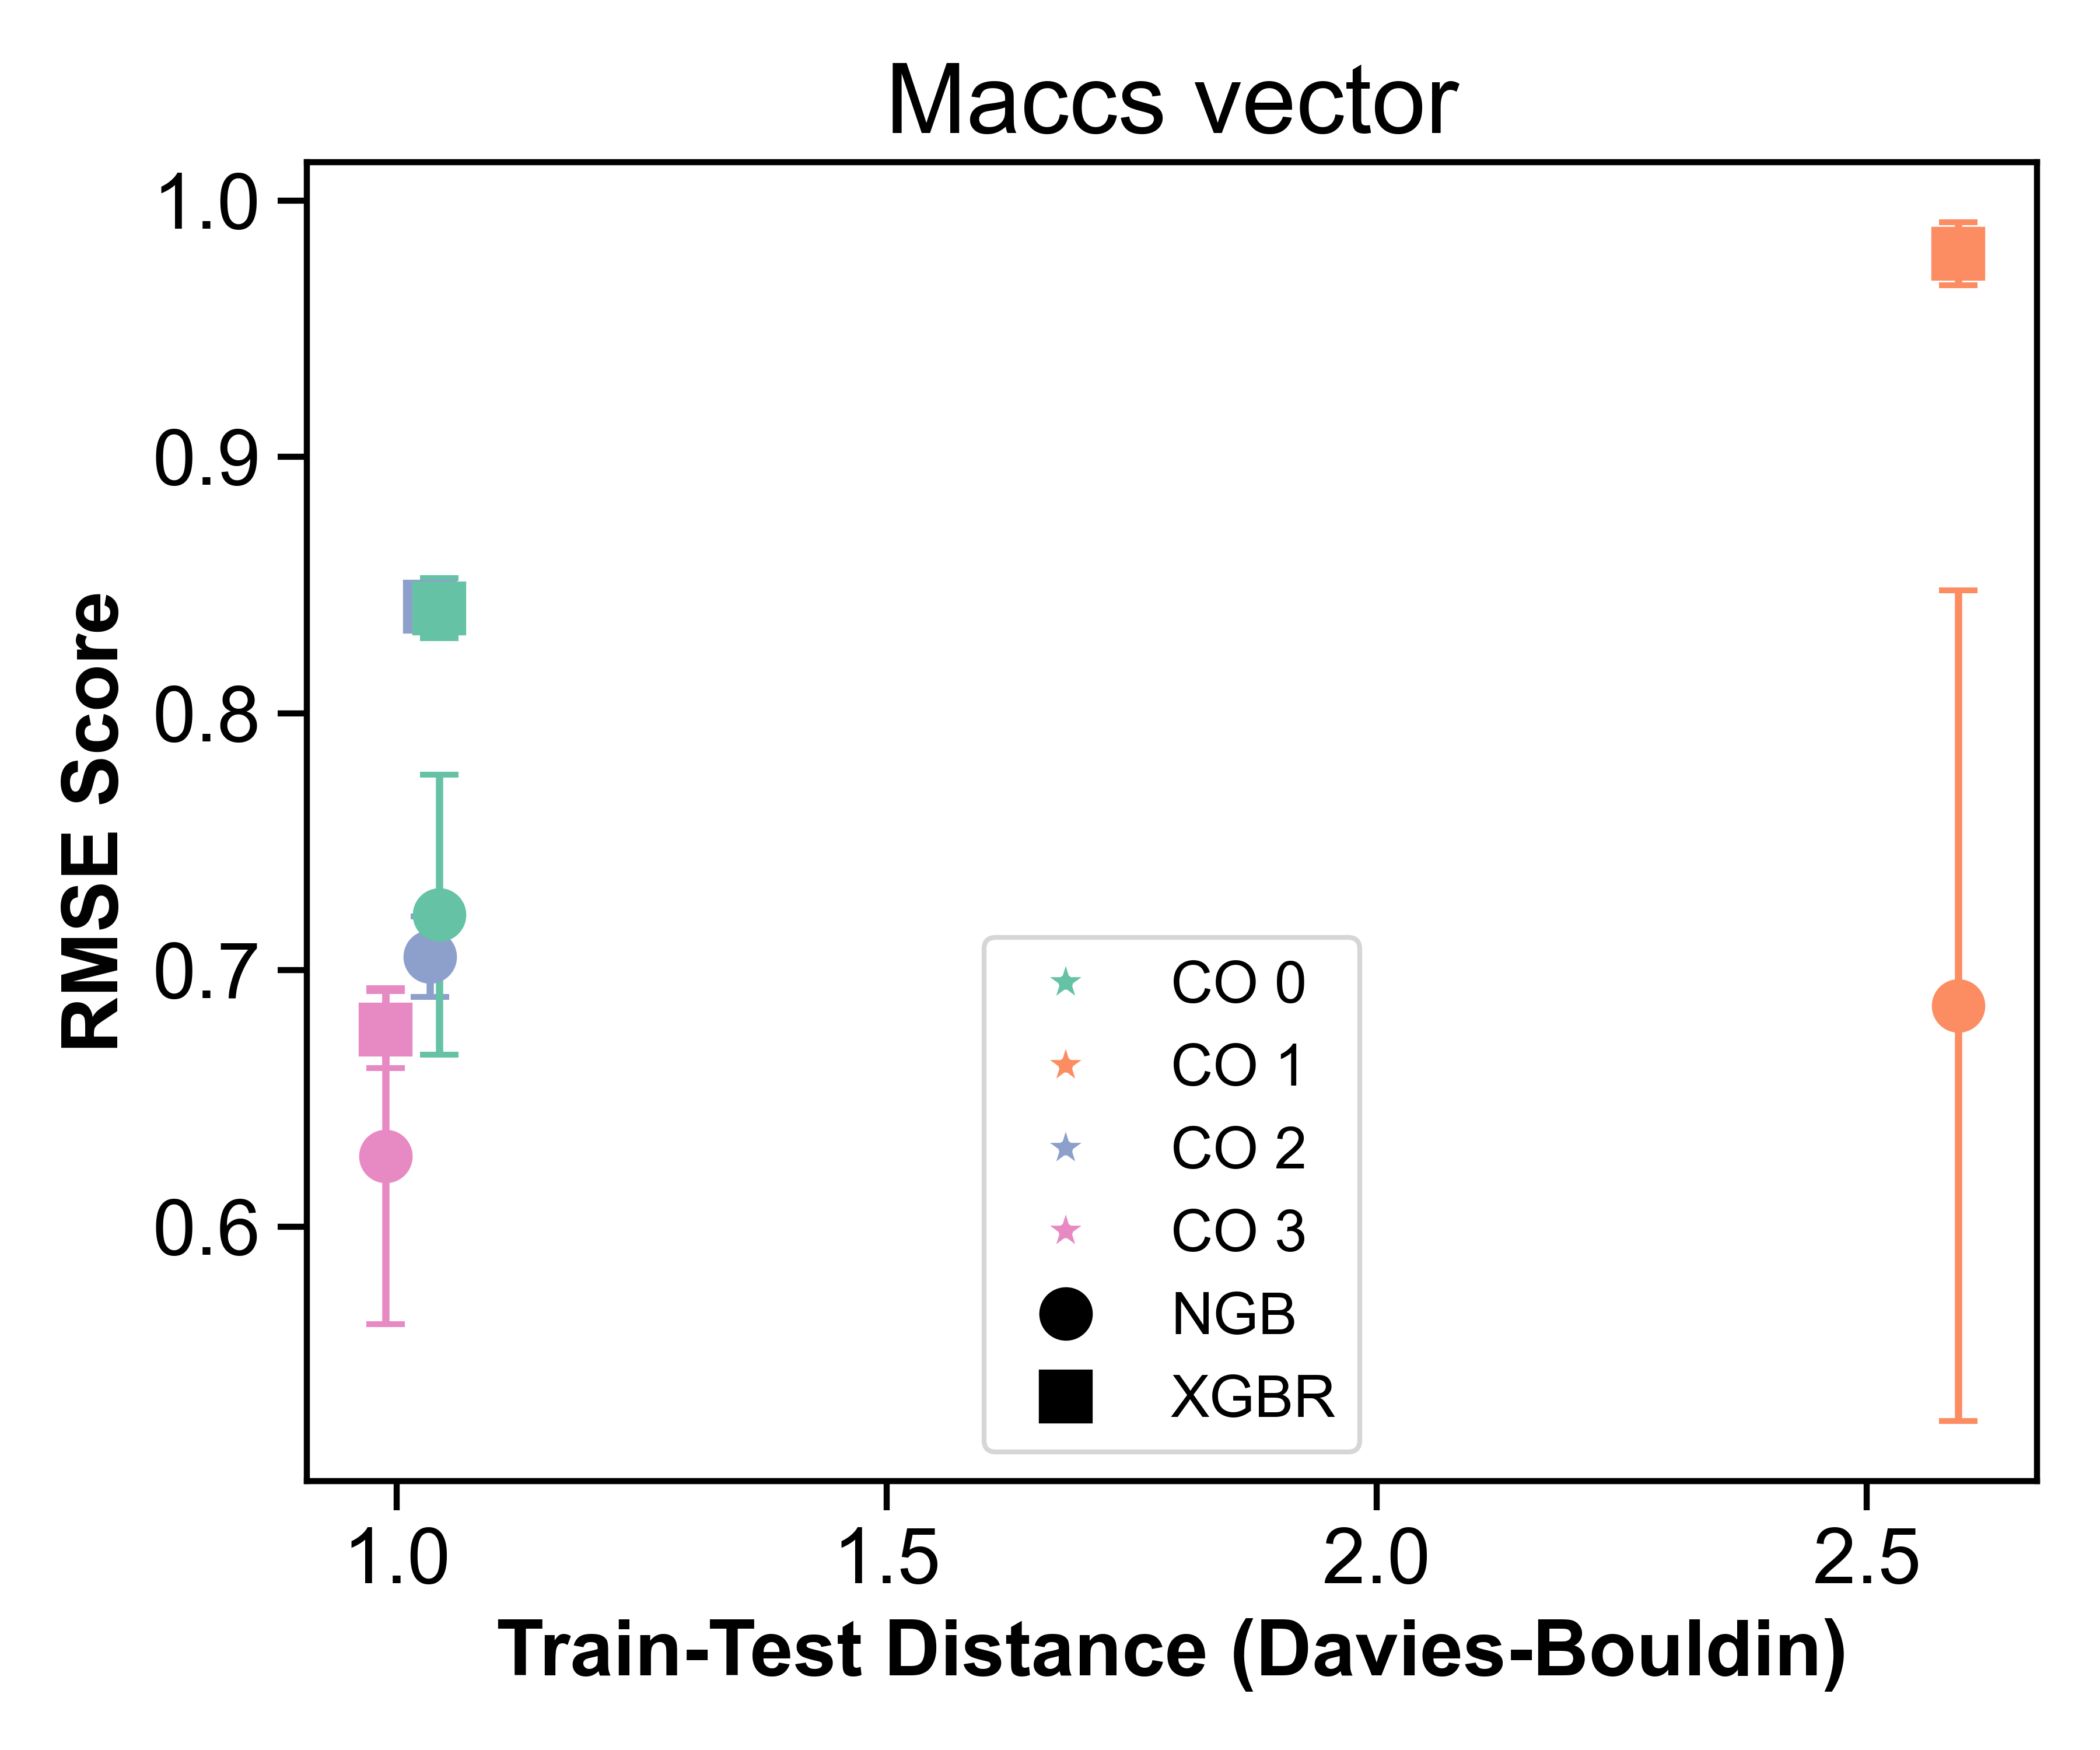 Maccs vector
1.0
0.9
0.8
0.7
0.6
RMSE Score
CO 0
CO 1
CO 2
CO 3
NGB
XGBR
1.0 1.5 2.0 2.5
Train-Test Distance (Davies-Bouldin)